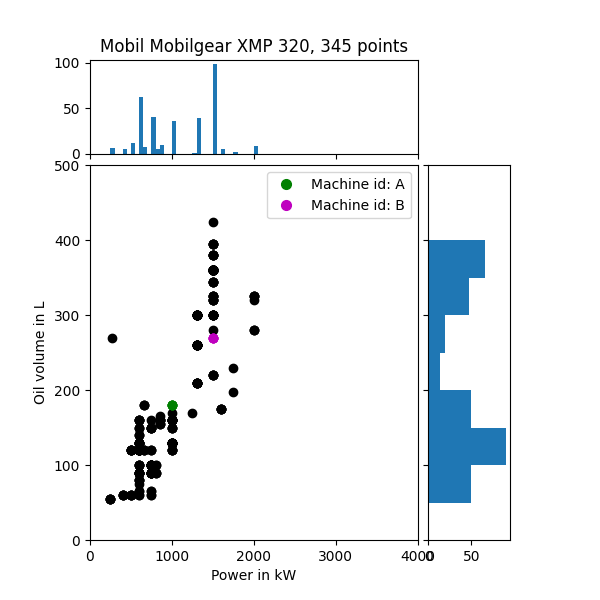 Mobil Mobilgear XMP 320, 345 points
100
50
0
500
400
300
200
100
0
Oil volume in L
Machine id: A
Machine id: B
0 1000 2000 3000 4000
0 50
Power in kW